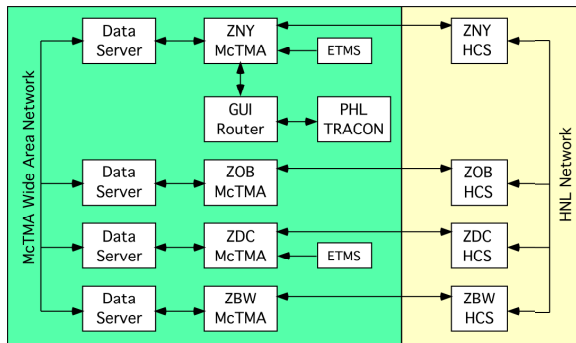 McTMA Wide Area Network
Data
Server
ZNY
McTMA
ETMS
ZNY
HCS
GUI
Router
PHL
TRACON
Data
Server
ZOB
McTMA
ZOB
HCS
Data
Server
ZDC
McTMA
ETMS
ZDC
HCS
Data
Server
ZBW
McTMA
ZBW
HCS
HNL Network